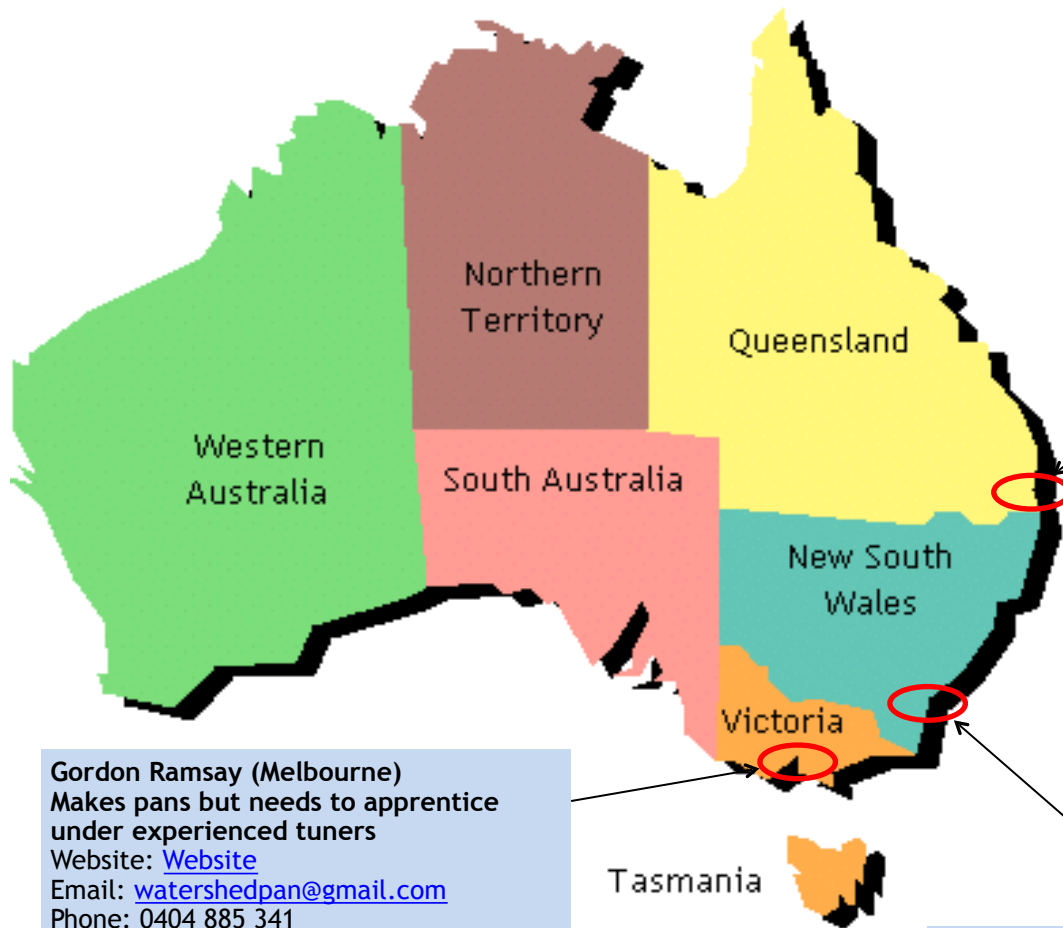 Northern
Territory
Queensland
Western
Australia
South Australia
New South
Wales
Victoria
Gordon Ramsay (Melbourne)
Makes pans but needs to apprentice
under experienced tuners
Website: Website
Email: watershedpan@gmail.com
Phone: 0404 885 341
Tasmania